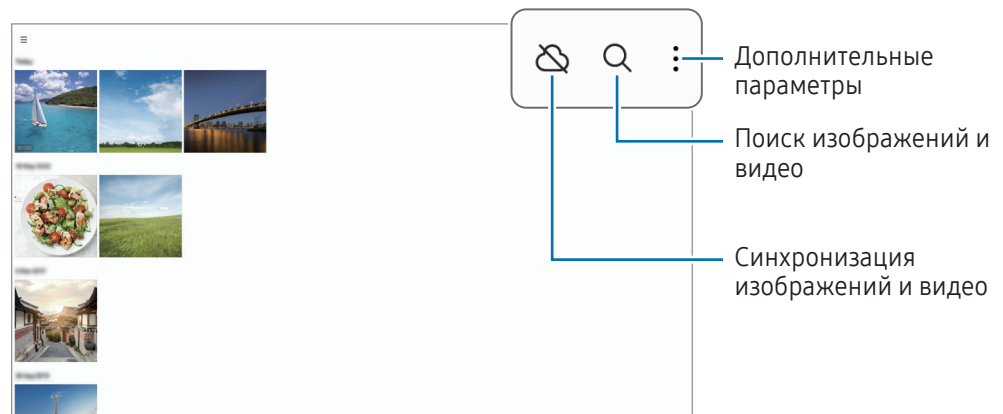 Дополнительные
параметры
Поиск изображений и
видео
Синхронизация
изображений и видео